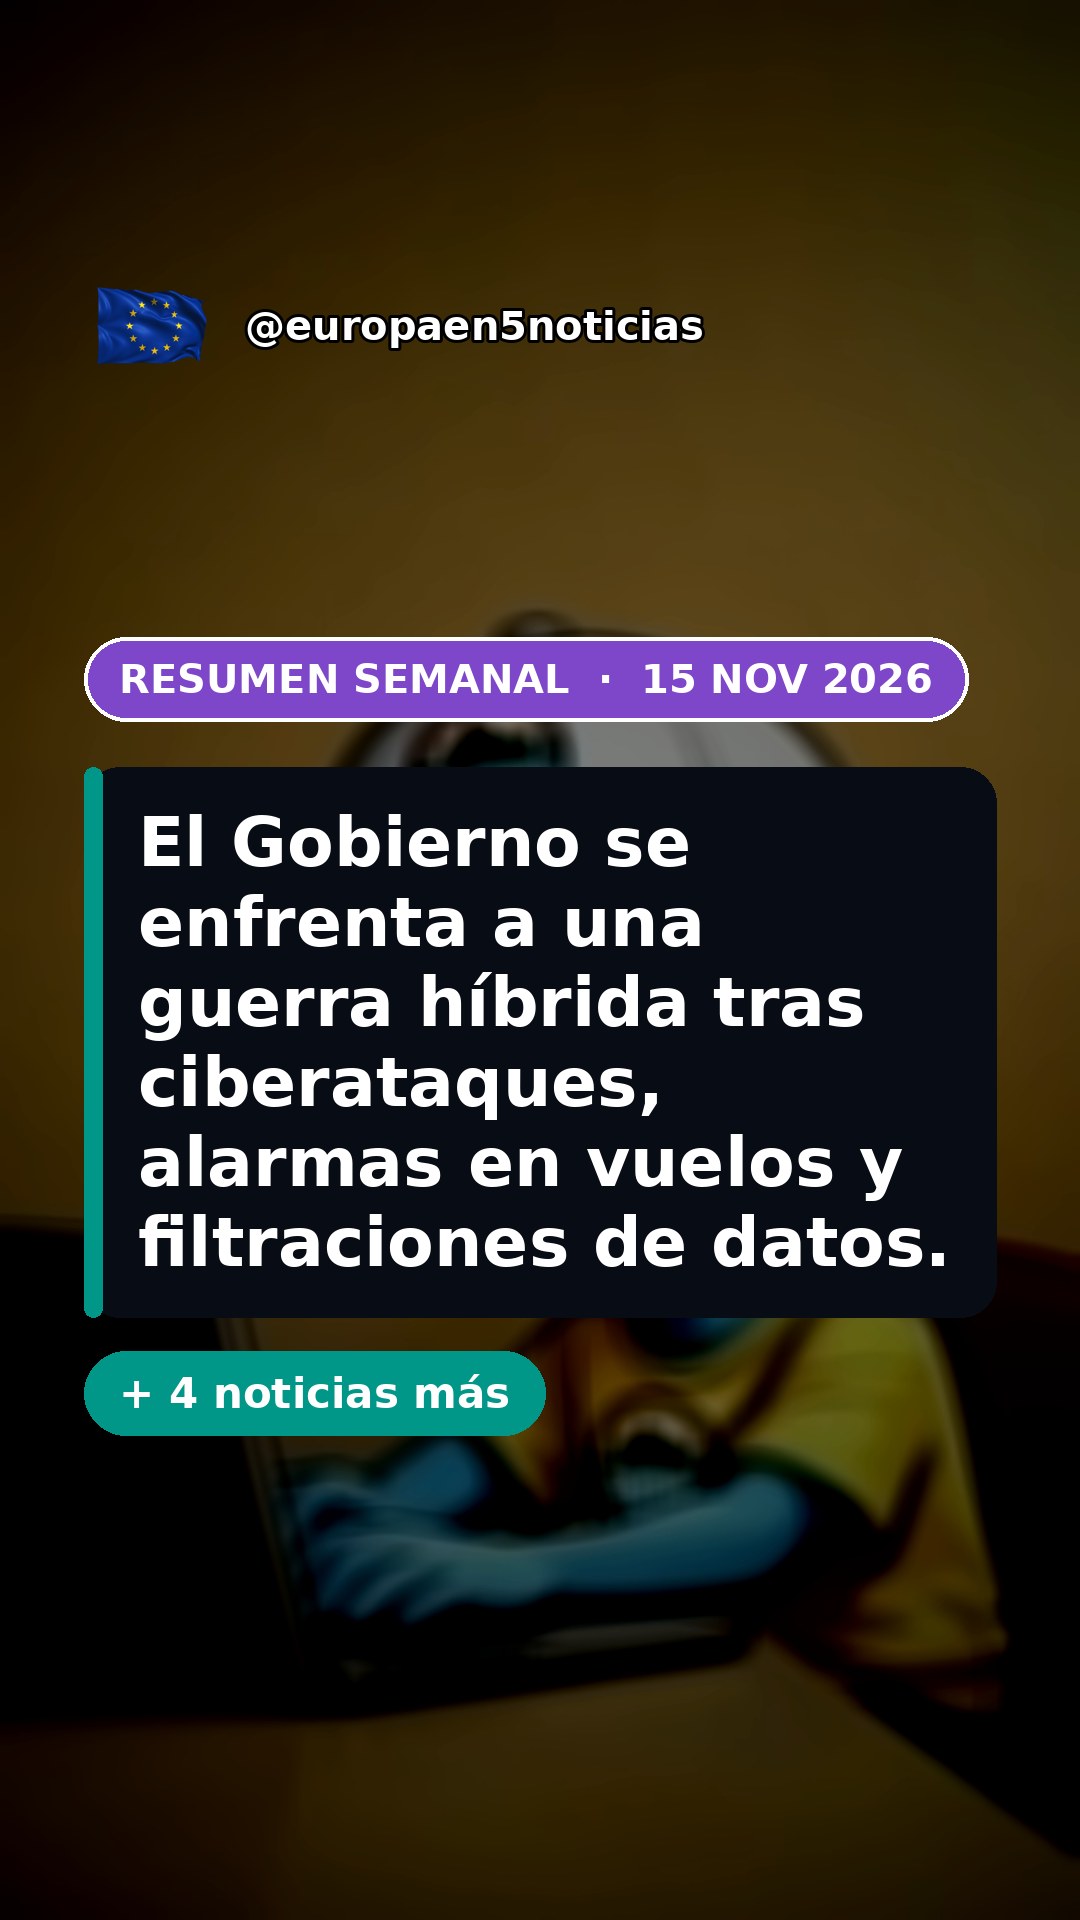 @europaen5noticias
RESUMEN SEMANAL · 15 NOV 2026
El Gobierno se
enfrenta a una
guerra híbrida tras
ciberataques,
alarmas en vuelos y
filtraciones de datos.
+ 4 noticias más